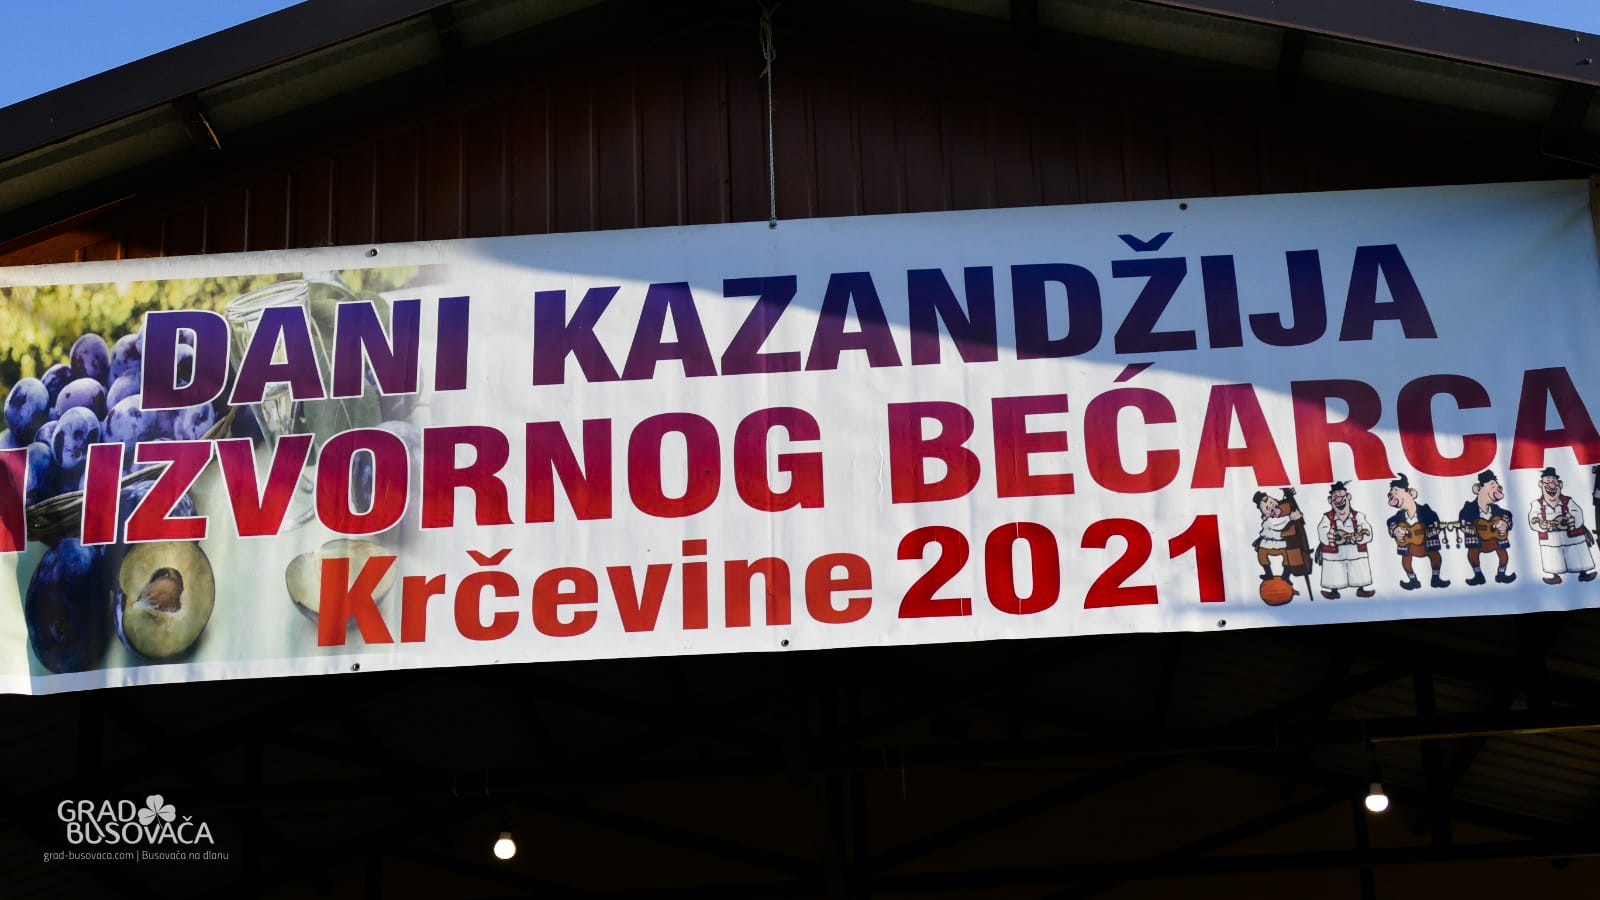 DANI KAZANDŽIJA
I IZVORNOG BEĆARCA
Krčevine 2021
GRAD
BUSOVAČA
grad-busovaca.com | Busovača na dlanu